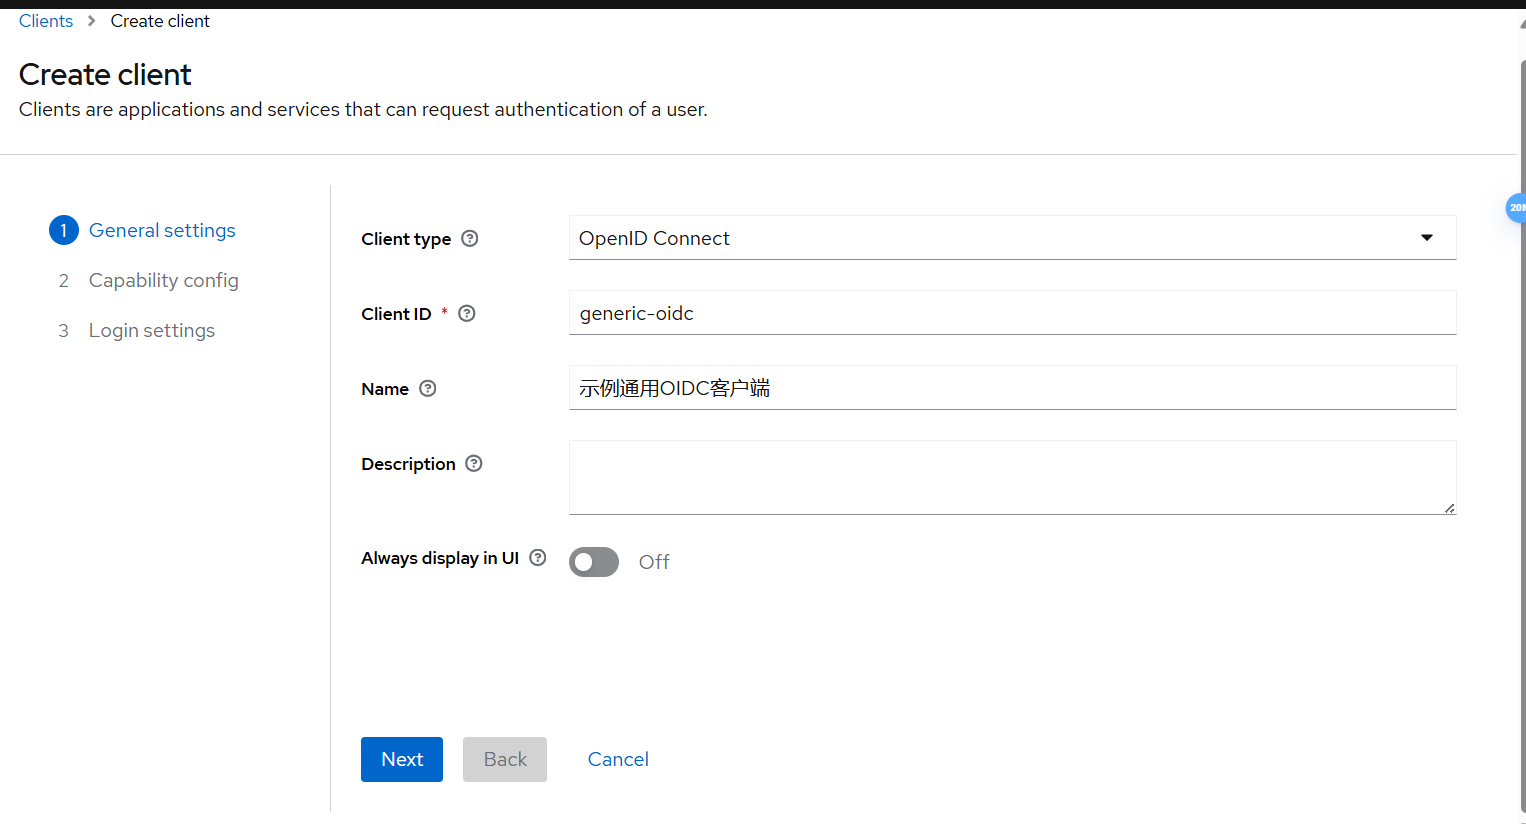 Clients > Create client
Create client
Clients are applications and services that can request authentication of a user.
1 General settings
2 Capability config
3 Login settings
Client type
OpenID Connect
Client ID *
generic-oidc
Name
示例通用OIDC客户端
Description
Always display in UI
Off
Next
Back
Cancel